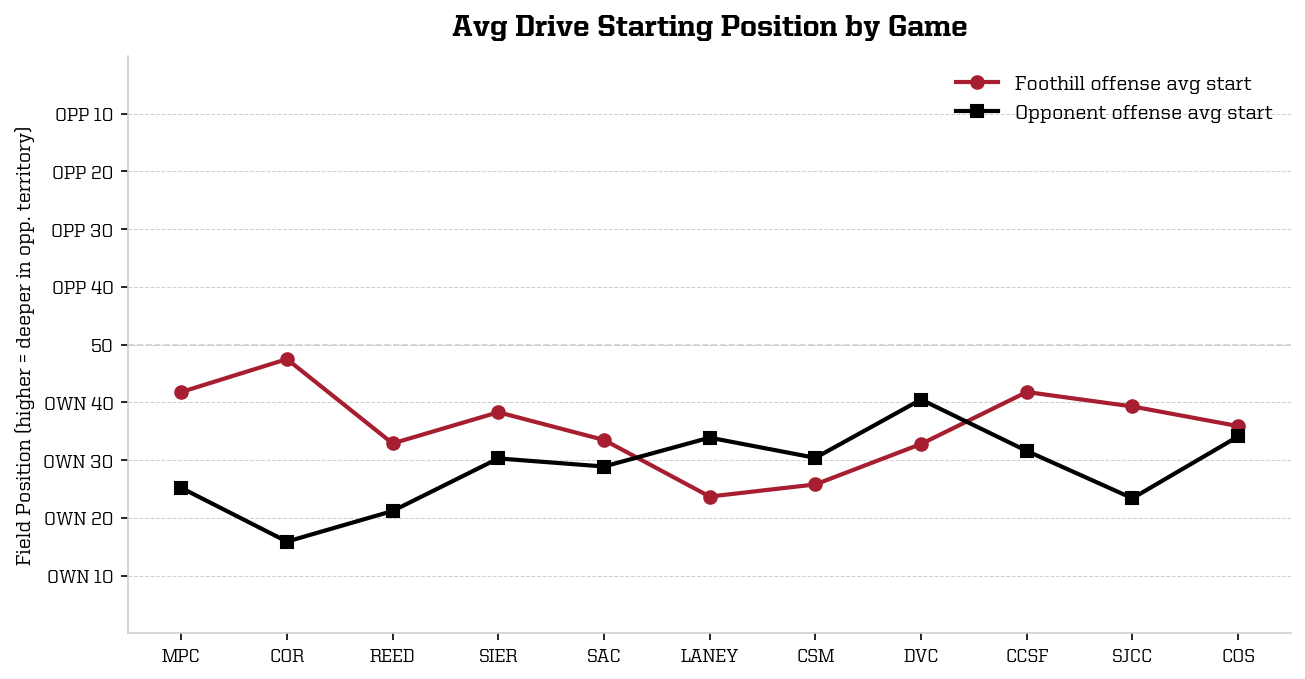 Avg Drive Starting Position by Game
Foothill offense avg start
Opponent offense avg start
Field Position (higher = deeper in opp. territory)
OPP 10
OPP 20
OPP 30
OPP 40
50
OWN 40
OWN 30
OWN 20
OWN 10
MPC COR REED SIER SAC LANEY CSM DVC CCSF SJCC COS